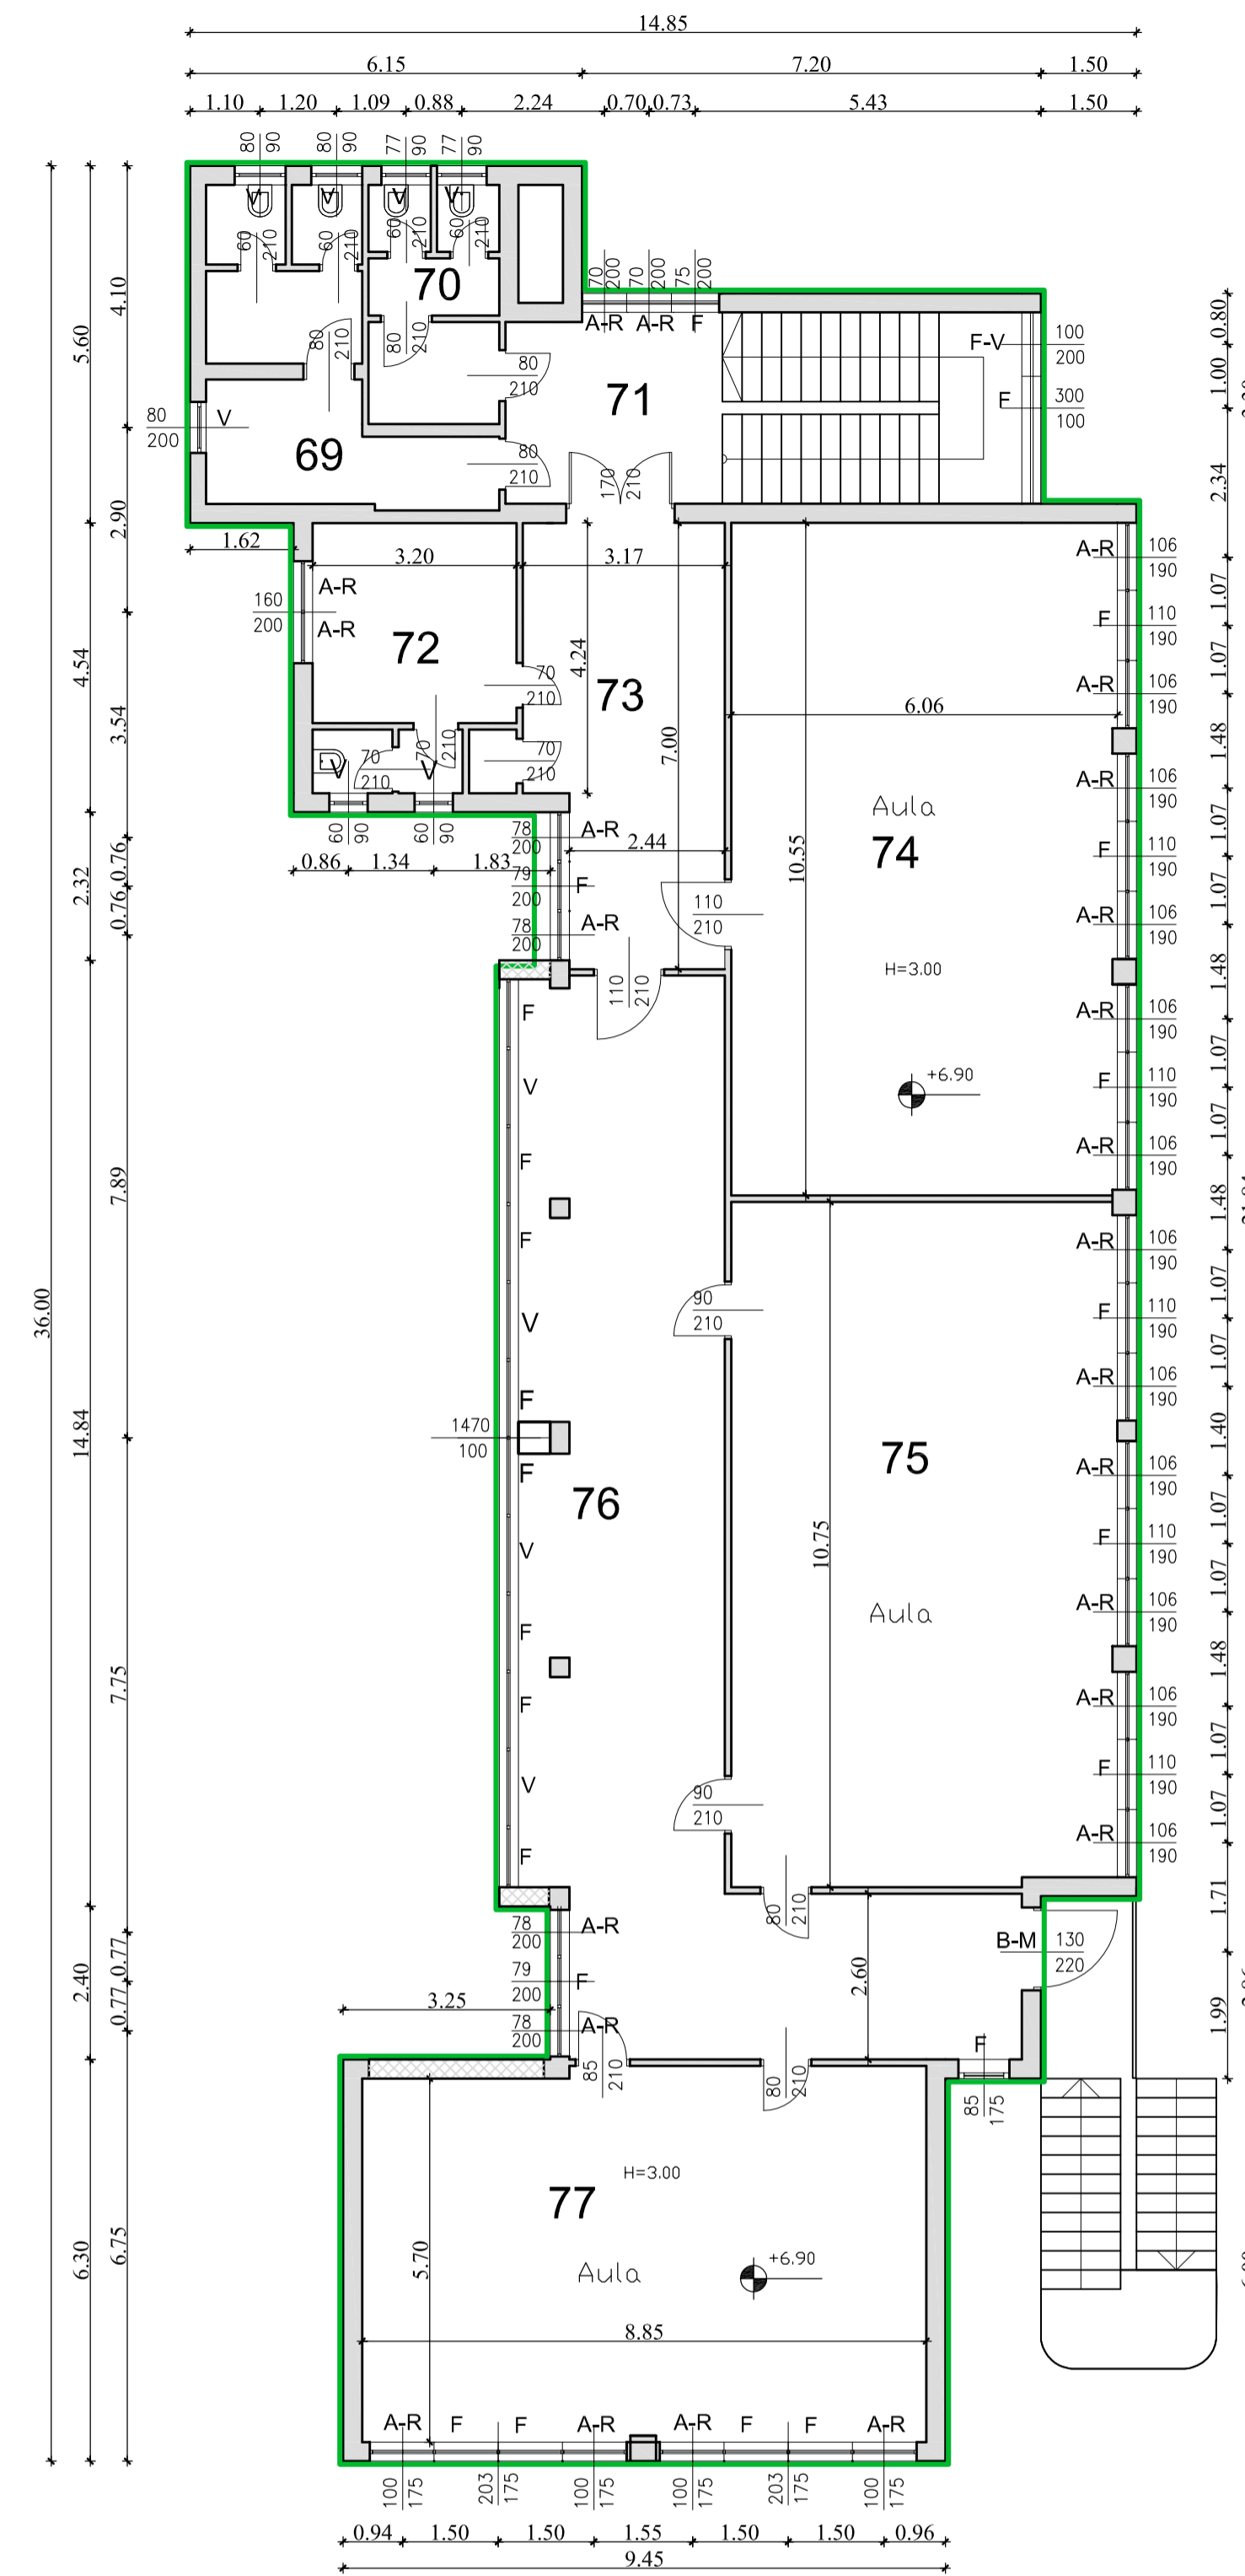 14.85
6.15 7.20 1.50
1.10 1.20 1.09 0.88 2.24 0.70 0.73 5.43 1.50
80 90 80 90 77 90 77 90
V V V V
60 210 60 210 60 210 60 210
70
70 200 70 200 75 200
A-R A-R F
80 210 80 210
80
210
71
F-V 100
200
F 300
100
80
200
V
69
80
210
170 210
4.10
5.60
0.80
1.00
2.34
2.90
1.62
3.20 3.17
A-R
160
200
A-R
72
4.24
73
70
210
7.00
6.06
4.54
3.54
V 70
210
V
70 210
70
210
60 90 60 90
0.86 1.34 1.83
78
200
A-R
79
200
F
78
200
A-R
2.44
2.32
0.76
0.76
110
210
110 210
Aula
74
10.55
H=3.00
+6.90
A-R 106
190
F 110
190
A-R 106
190
A-R 106
190
F 110
190
A-R 106
190
A-R 106
190
F 110
190
A-R 106
190
1.07
1.07
1.48
1.07
1.07
1.48
1.07
1.07
1.48
F
V
F
F
V
F
1470
100
F
V
F
F
V
F
7.89
36.00
14.84
7.75
76
90
210
90
210
75
10.75
Aula
A-R 106
190
F 110
190
A-R 106
190
A-R 106
190
F 110
190
A-R 106
190
A-R 106
190
F 110
190
A-R 106
190
1.07
1.07
1.40
1.07
1.07
1.48
1.07
1.07
1.71
80 210
78
200
A-R
79
200
F
78
200
A-R
2.40
0.77
0.77
3.25
2.60
B-M 130
220
1.99
F
85 175
85 210
80 210
H=3.00
77
Aula
+6.90
5.70
8.85
6.30
6.75
A-R F F A-R A-R F F A-R
100 175 203 175 100 175 100 175 203 175 100 175
0.94 1.50 1.50 1.55 1.50 1.50 0.96
9.45